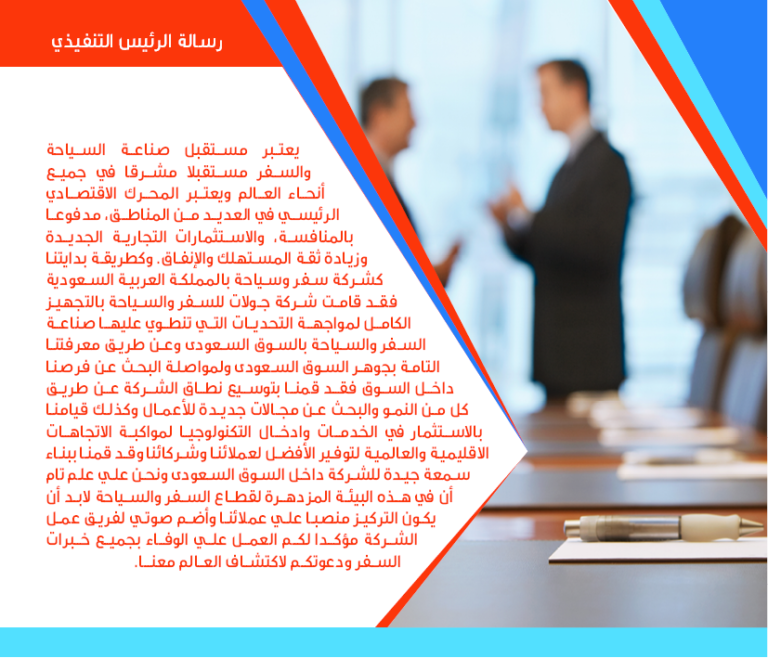 رسالة الرئيس التنفيذي
يعتبر مستقبل صناعة السياحة
والسفر مستقبلا مشرقا في جميع
أنحاء العالم ويعتبر المحرك الاقتصادي
الرئيسي في العديد من المناطق، مدفوعا
بالمنافسة، والاستثمارات التجارية الجديدة
وزيادة ثقة المستهلك والإنفاق. وكطريقة بدايتنا
كشركة سفر وسياحة بالمملكة العربية السعودية
فقد قامت شركة جولات للسفر والسياحة بالتجهيز
الكامل لمواجهة التحديات التي تنطوي عليها صناعة
السفر والسياحة بالسوق السعودى وعن طريق معرفتنا
التامة بجوهر السوق السعودى ولمواصلة البحث عن فرصنا
داخل السوق فقد قمنا بتوسيع نطاق الشركة عن طريق
كل من النمو والبحث عن مجالات جديدة للأعمال وكذلك قيامنا
بالاستثمار في الخدمات وادخال التكنولوجيا لمواكبة الاتجاهات
الاقليمية والعالمية لتوفير الأفضل لعملائنا وشركائنا وقد قمنا ببناء
سمعة جيدة للشركة داخل السوق السعودى ونحن علي علم تام
أن في هذه البيئة المزدهرة لقطاع السفر والسياحة لابد أن
يكون التركيز منصبا علي عملائنا وأضم صوتي لفريق عمل
الشركة مؤكدا لكم العمل علي الوفاء بجميع خبرات
السفر ودعوتكم لاكتشاف العالم معنا.